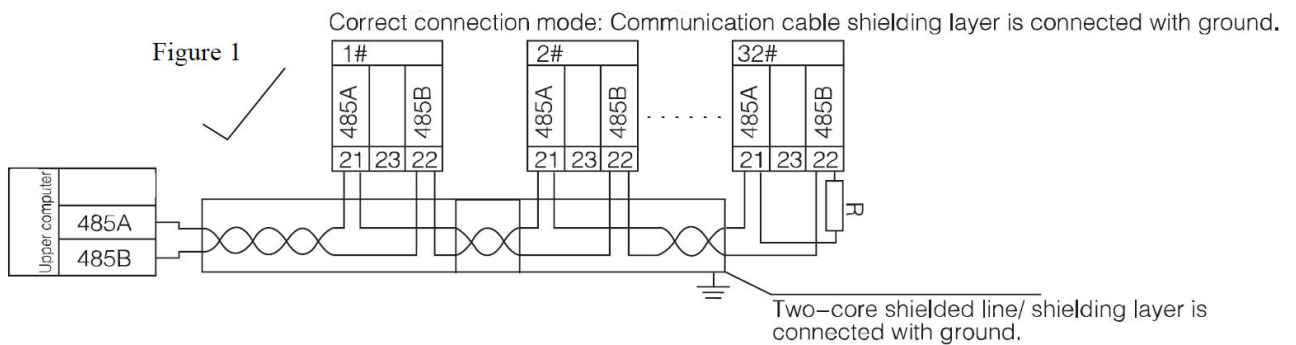 Correct connection mode: Communication cable shielding layer is connected with ground.
Figure 1
1#
2#
32#
485A
485B
485A
485B
485A
485B
. . . . . . .
21 23 22
21 23 22
21 23 22
Upper computer
485A
485B
R
Two-core shielded line/ shielding layer is
connected with ground.